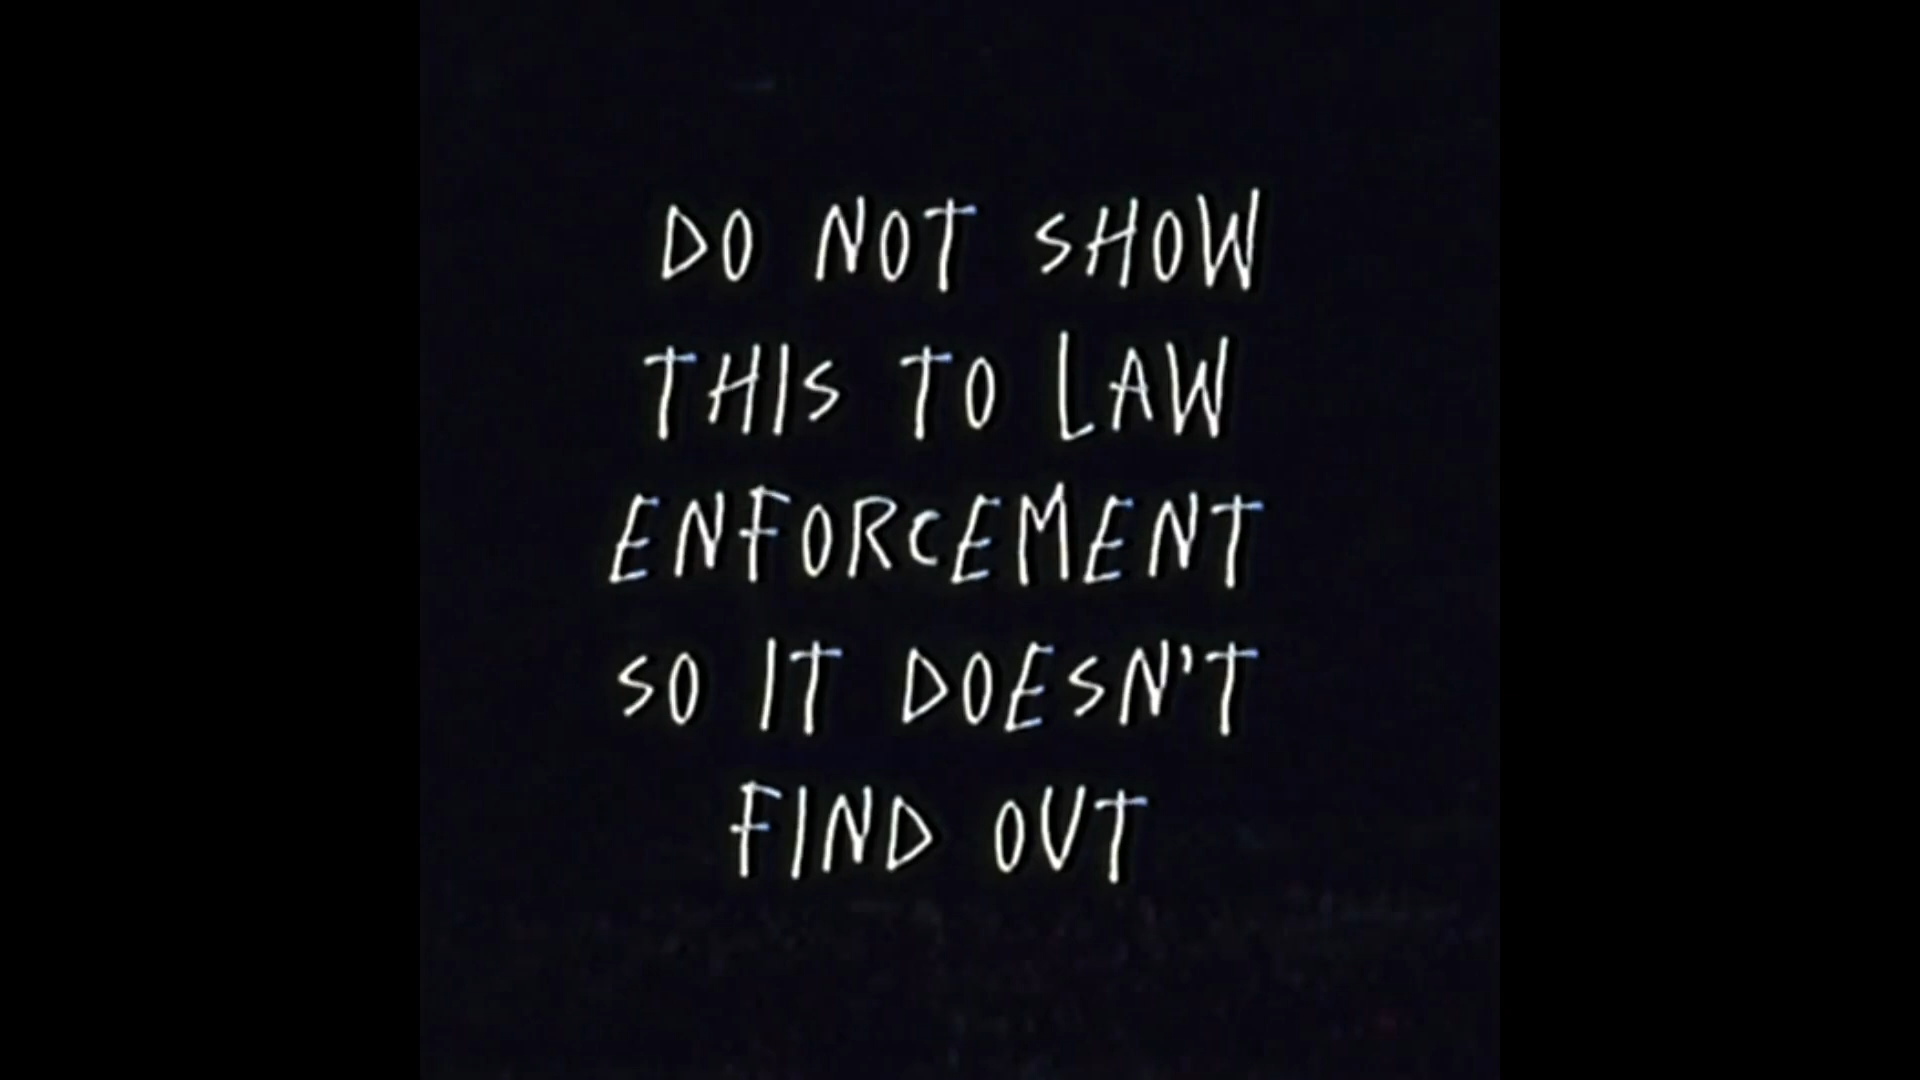 DO NOT SHOW
THIS TO LAW
ENFORCEMENT
SO IT DOESN'T
FIND OUT